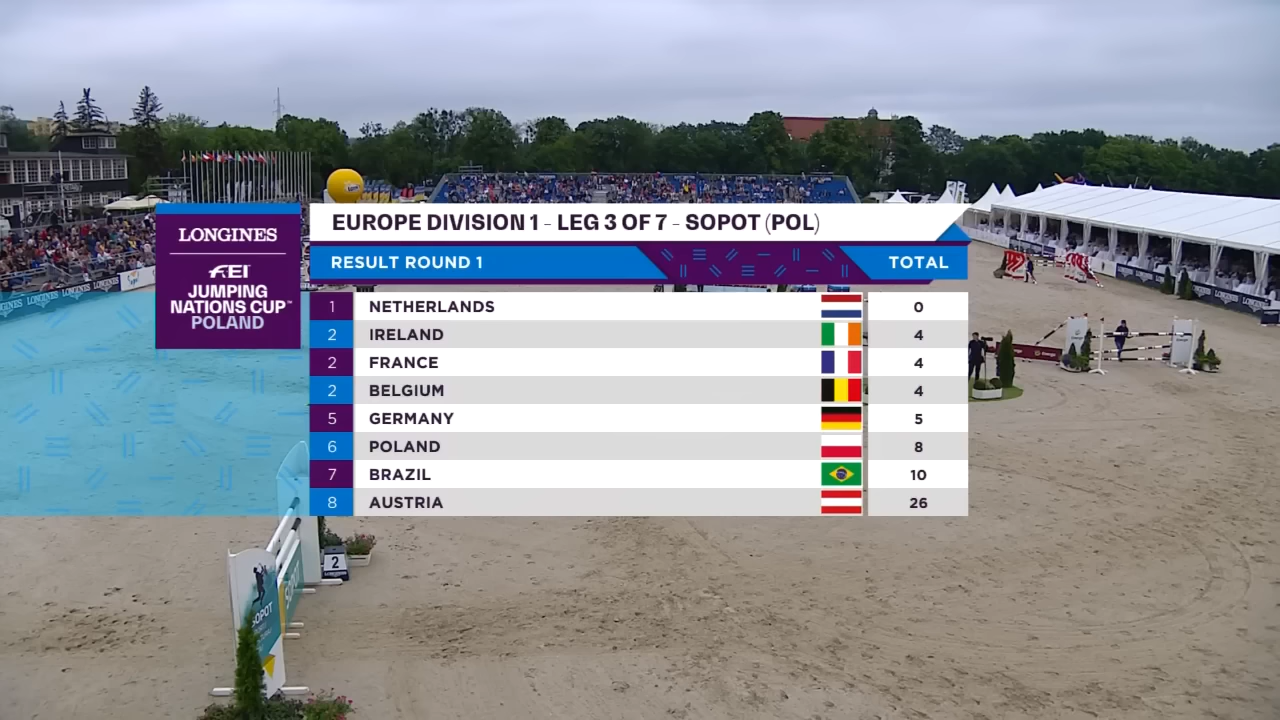 LONGINES
FEI
JUMPING
NATIONS CUP™
POLAND
EUROPE DIVISION 1 - LEG 3 OF 7 - SOPOT (POL)
RESULT ROUND 1 TOTAL
1 NETHERLANDS 0
2 IRELAND 4
2 FRANCE 4
2 BELGIUM 4
5 GERMANY 5
6 POLAND 8
7 BRAZIL 10
8 AUSTRIA 26
2
SOPOT